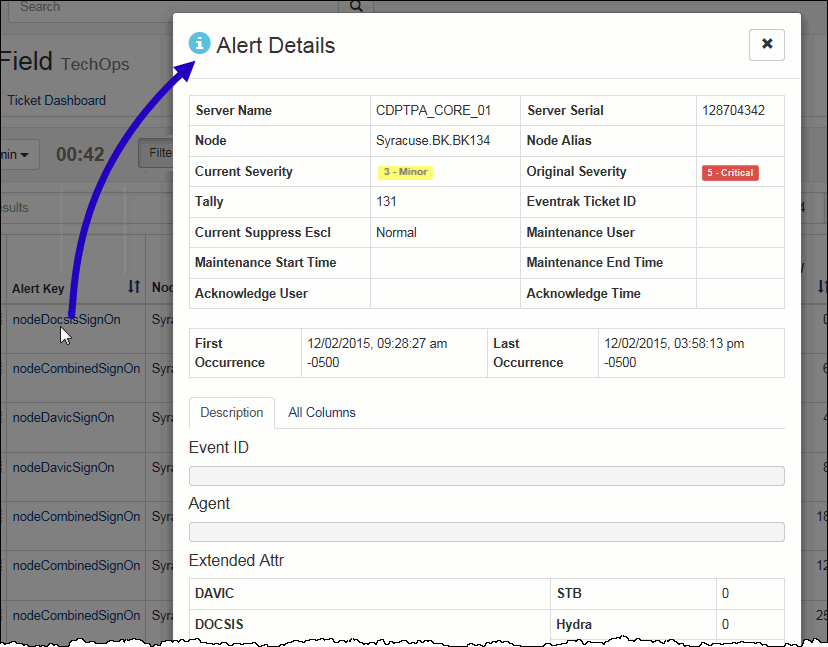 Search
Field TechOps
Ticket Dashboard
min
00:42
Filte
esults
Alert Key
Nod
nodeDocsisSignOn
Syra
nodeCombinedSignOn
Syra
nodeDavicSignOn
Syra
nodeDavicSignOn
Syra
nodeCombinedSignOn
Syra
nodeCombinedSignOn
Syra
nodeCombinedSignOn
Syra
Alert Details
Server Name CDPTPA_CORE_01 Server Serial 128704342
Node Syracuse.BK.BK134 Node Alias
Current Severity 3 - Minor Original Severity 5 - Critical
Tally 131 Eventrak Ticket ID
Current Suppress Escl Normal Maintenance User
Maintenance Start Time Maintenance End Time
Acknowledge User Acknowledge Time
First Occurrence 12/02/2015, 09:28:27 am -0500 Last Occurrence 12/02/2015, 03:58:13 pm -0500
Description All Columns
Event ID
Agent
Extended Attr
DAVIC STB 0
DOCSIS Hydra 0